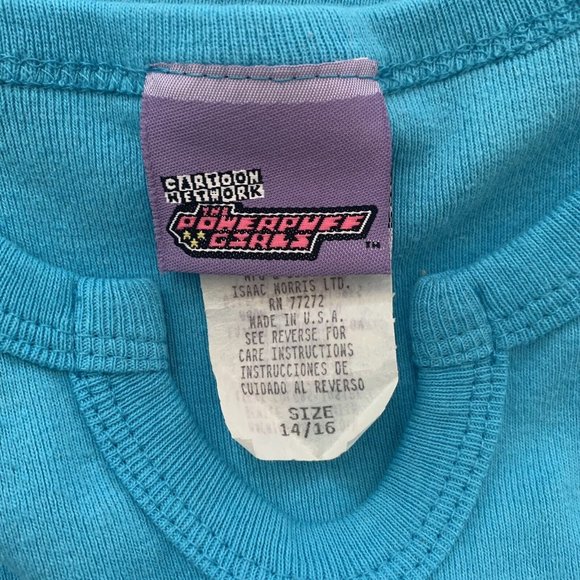 CARTOON
NETWORK
THE
POWERPUFF
GIRLS
TM
ISAAC MORRIS LTD.
RN 77272
MADE IN U.S.A.
SEE REVERSE FOR
CARE INSTRUCTIONS
INSTRUCCIONES DE
CUIDADO AL REVERSO
SIZE
14/16